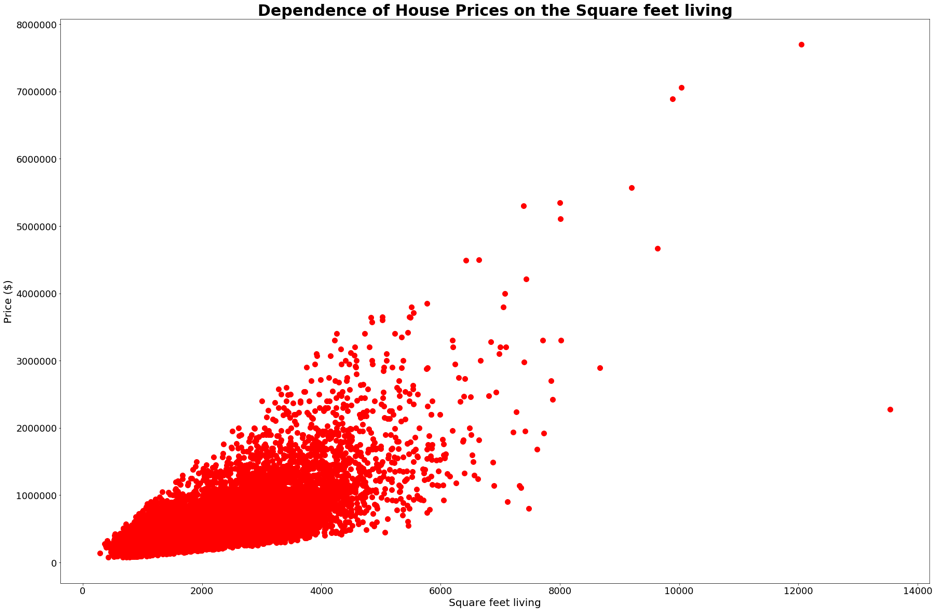 Dependence of House Prices on the Square feet living
8000000
7000000
6000000
5000000
4000000
3000000
2000000
1000000
0
Price ($)
0 2000 4000 6000 8000 10000 12000 14000
Square feet living